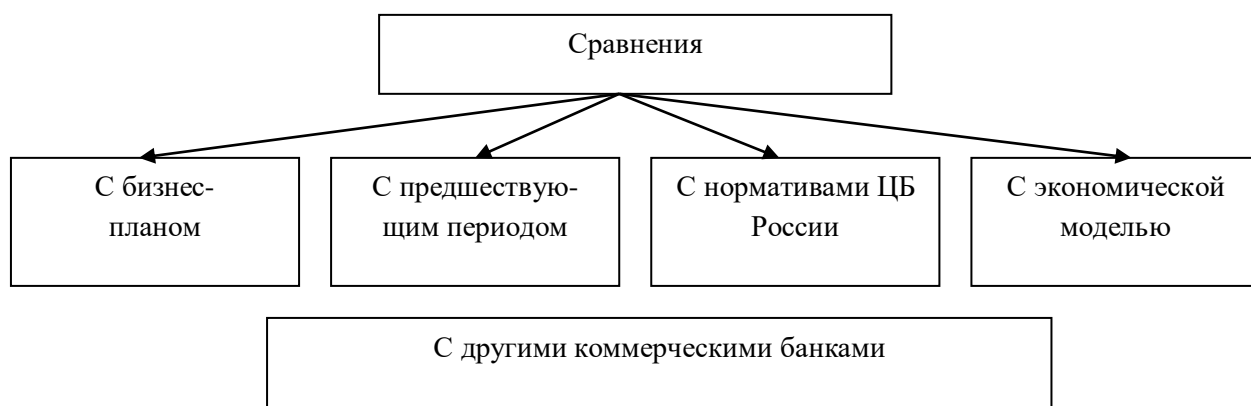 Сравнения
С бизнес-
планом
С предшествую-
щим периодом
С нормативами ЦБ
России
С экономической
моделью
С другими коммерческими банками